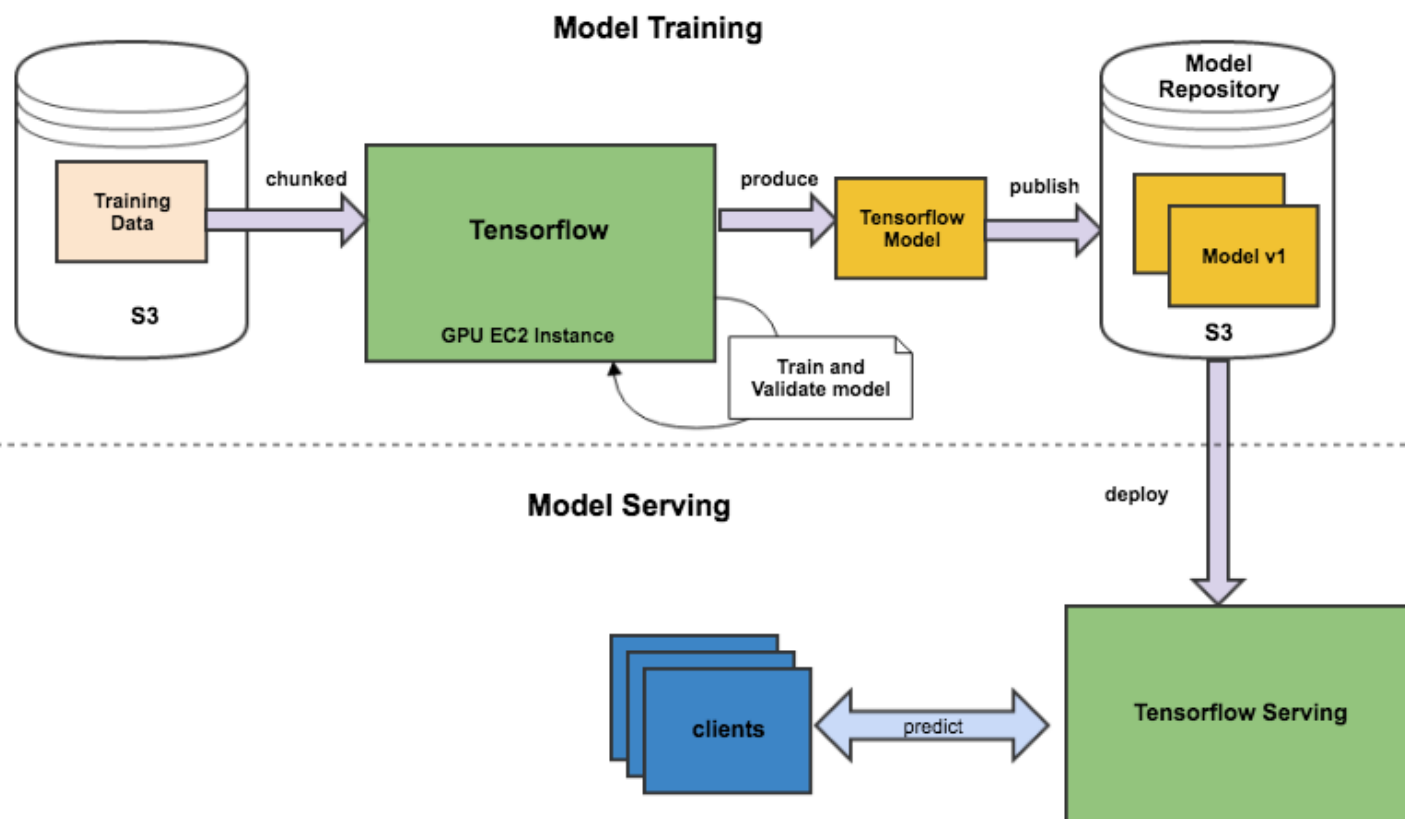 Model Training
Model
Repository
Training
Data
S3
chunked
Tensorflow
GPU EC2 Instance
Train and
Validate model
produce
Tensorflow
Model
publish
Model v1
S3
Model Serving
deploy
clients
predict
Tensorflow Serving